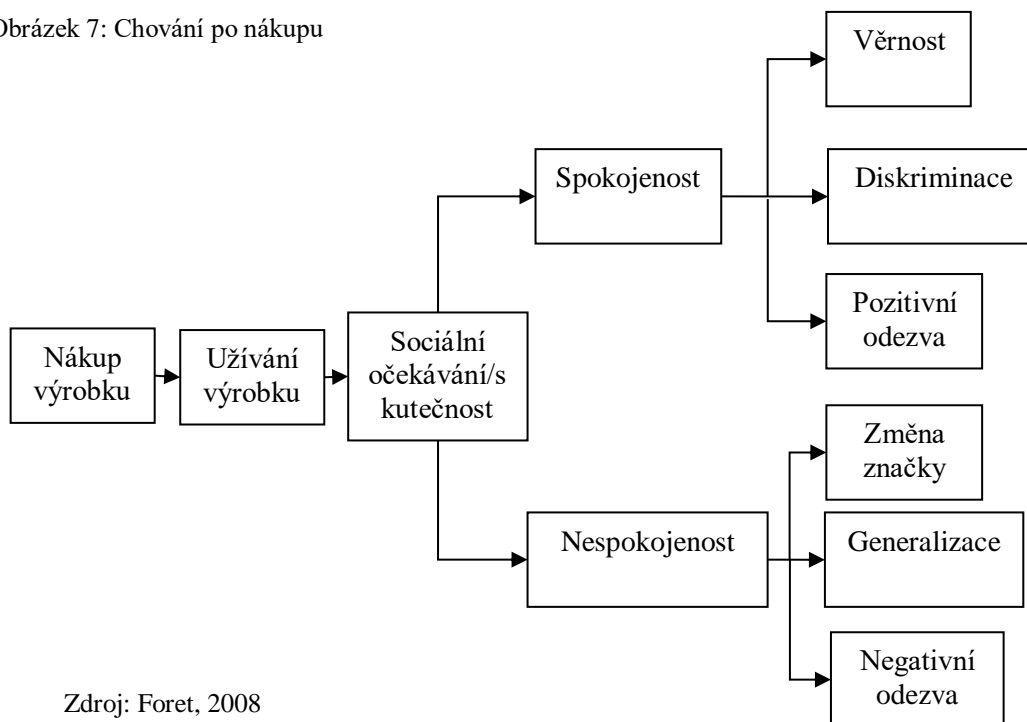 Obrázek 7: Chování po nákupu
Věrnost
Spokojenost
Diskriminace
Pozitivní
odezva
Nákup
výrobku
Užívání
výrobku
Sociální
očekávání/s
kutečnost
Změna
značky
Nespokojenost
Generalizace
Negativní
odezva
Zdroj: Foret, 2008